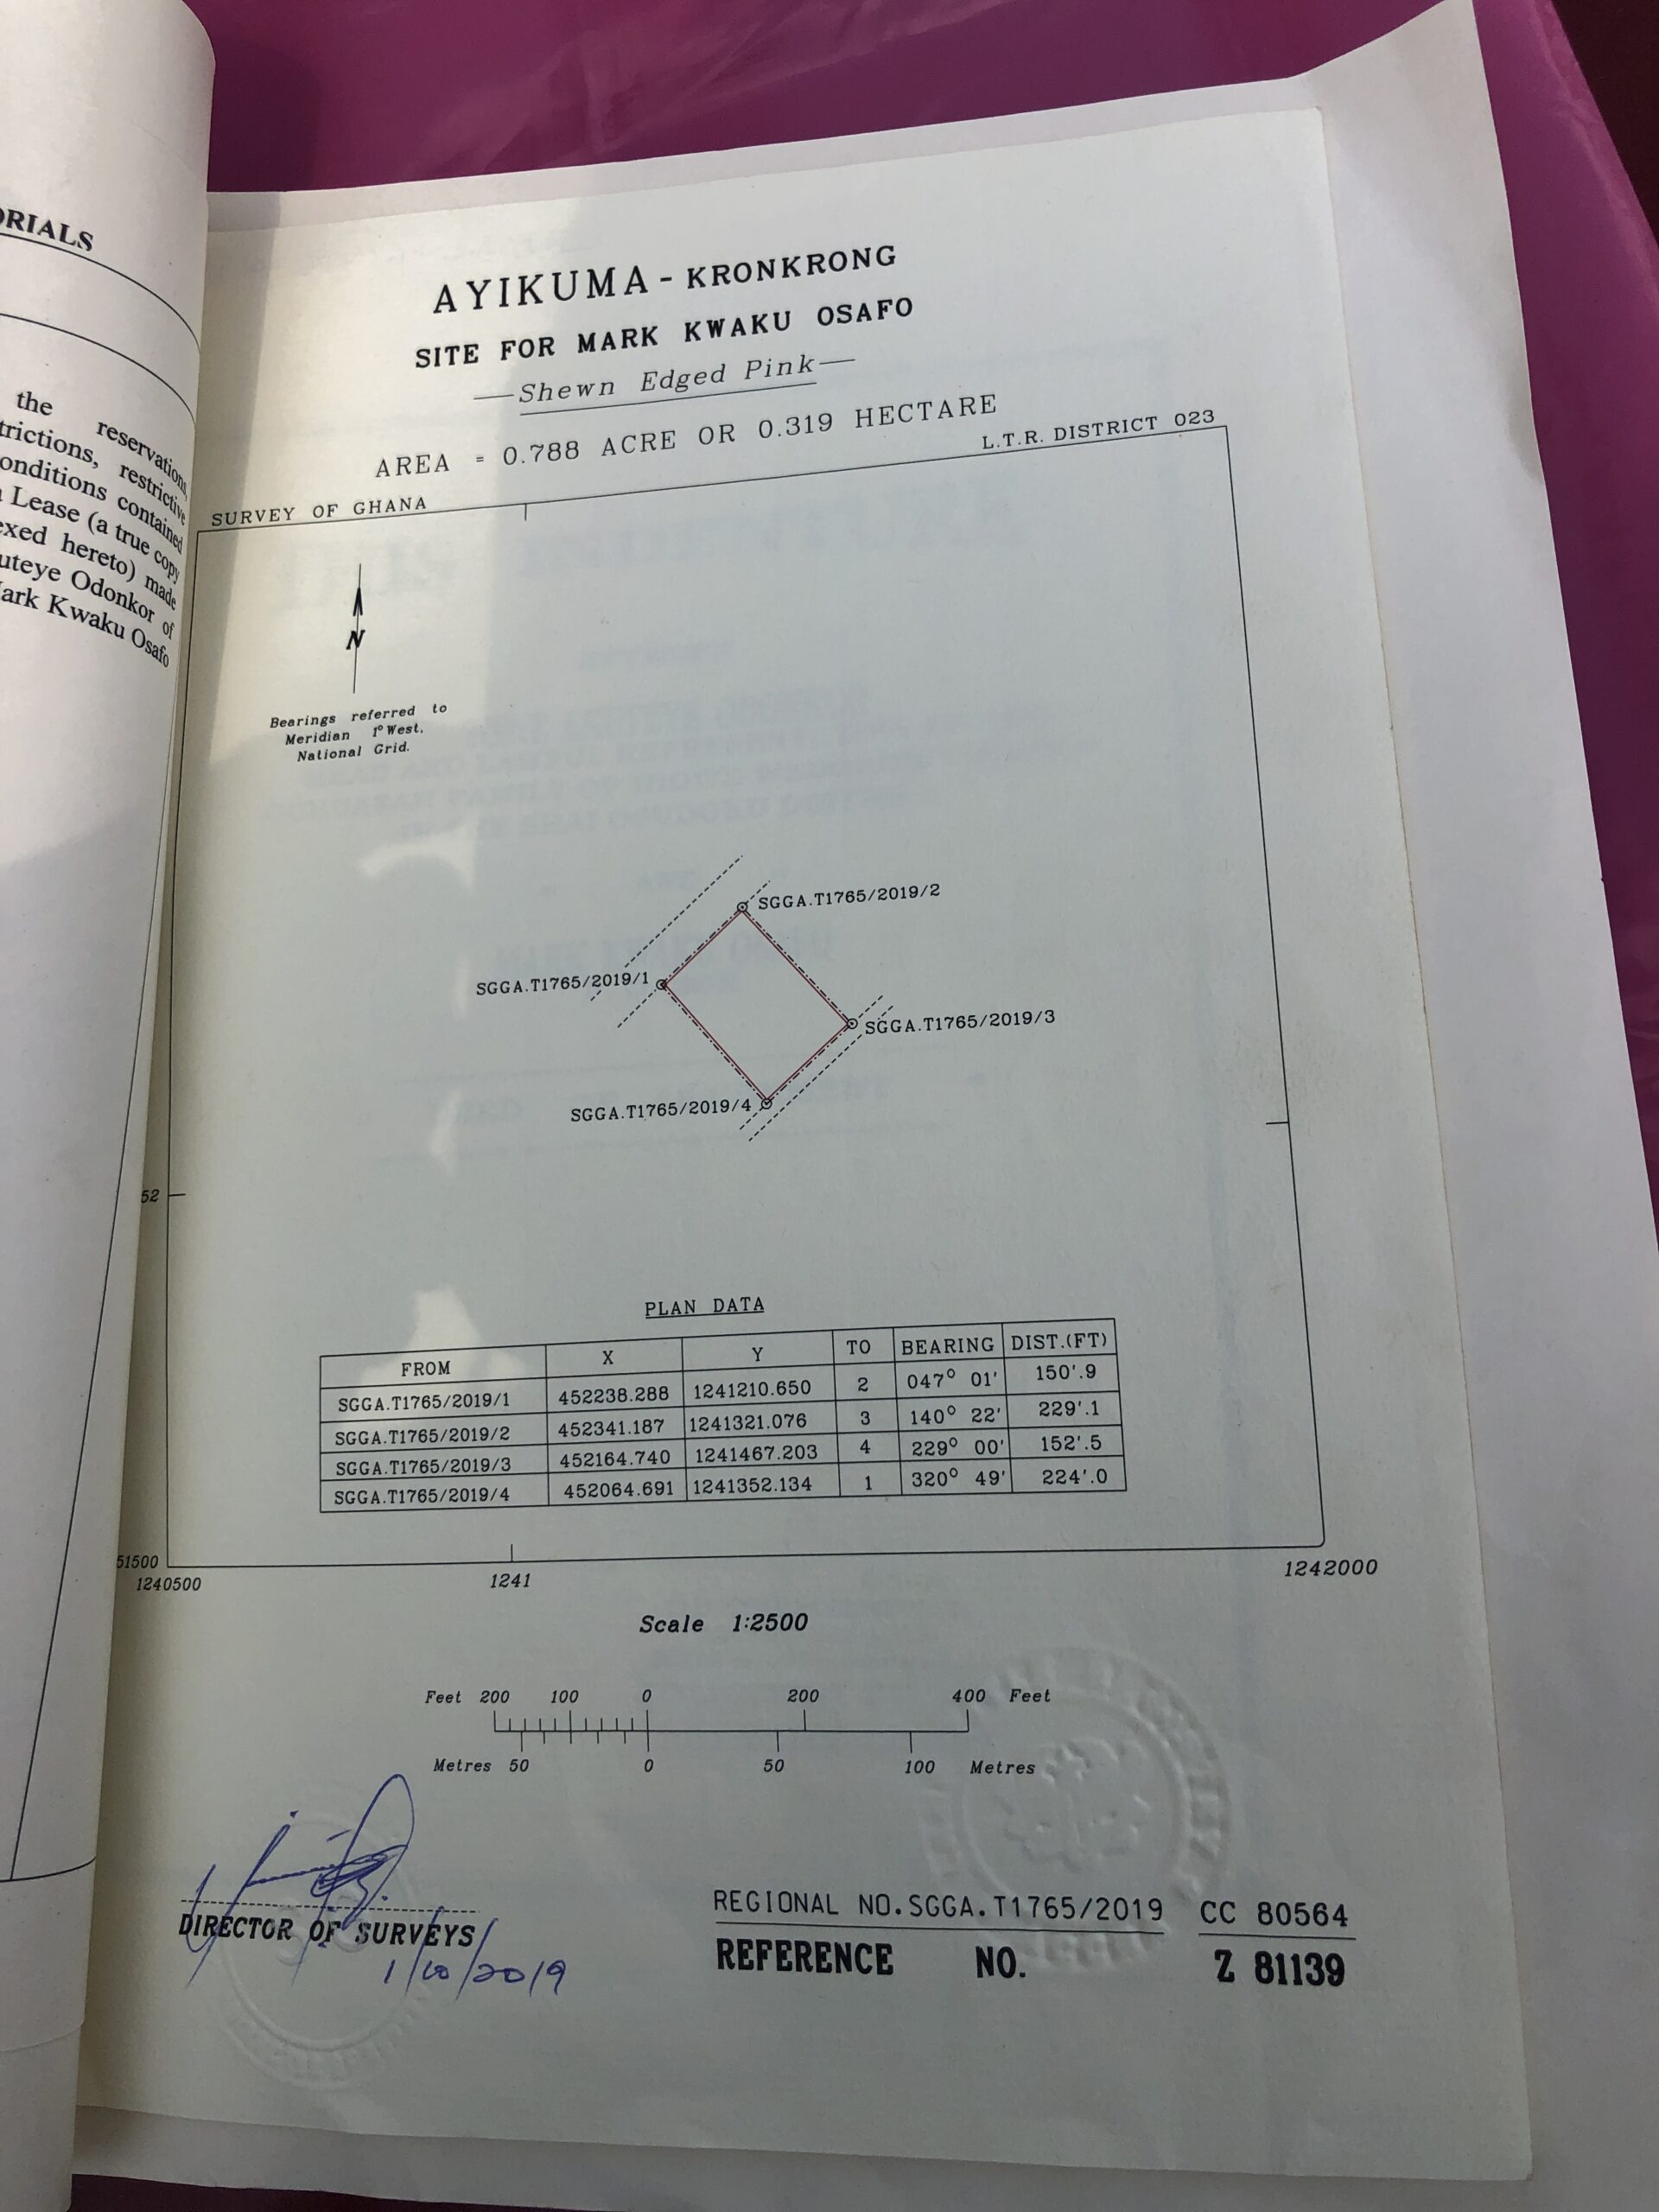 ORIALS
the reservations,
trictions, restrictive
onditions contained
Lease (a true copy
exed hereto) made
uteye Odonkor of
ark Kwaku Osafo
AYIKUMA - KRONKRONG
SITE FOR MARK KWAKU OSAFO
—Shewn Edged Pink—
AREA = 0.788 ACRE OR 0.319 HECTARE
L.T.R. DISTRICT 023
SURVEY OF GHANA
N
Bearings referred to
Meridian 1° West,
National Grid.
SGGA.T1765/2019/2
SGGA.T1765/2019/1
SGGA.T1765/2019/3
SGGA.T1765/2019/4
52
PLAN DATA
FROM X Y TO BEARING DIST.(FT)
SGGA.T1765/2019/1 452238.288 1241210.650 2 047° 01' 150'.9
SGGA.T1765/2019/2 452341.187 1241321.076 3 140° 22' 229'.1
SGGA.T1765/2019/3 452164.740 1241467.203 4 229° 00' 152'.5
SGGA.T1765/2019/4 452064.691 1241352.134 1 320° 49' 224'.0
51500
1240500 1241 1242000
Scale 1:2500
Feet 200 100 0 200 400 Feet
Metres 50 0 50 100 Metres
DIRECTOR OF SURVEYS
1/10/2019
REGIONAL NO.SGGA.T1765/2019 CC 80564
REFERENCE NO. Z 81139